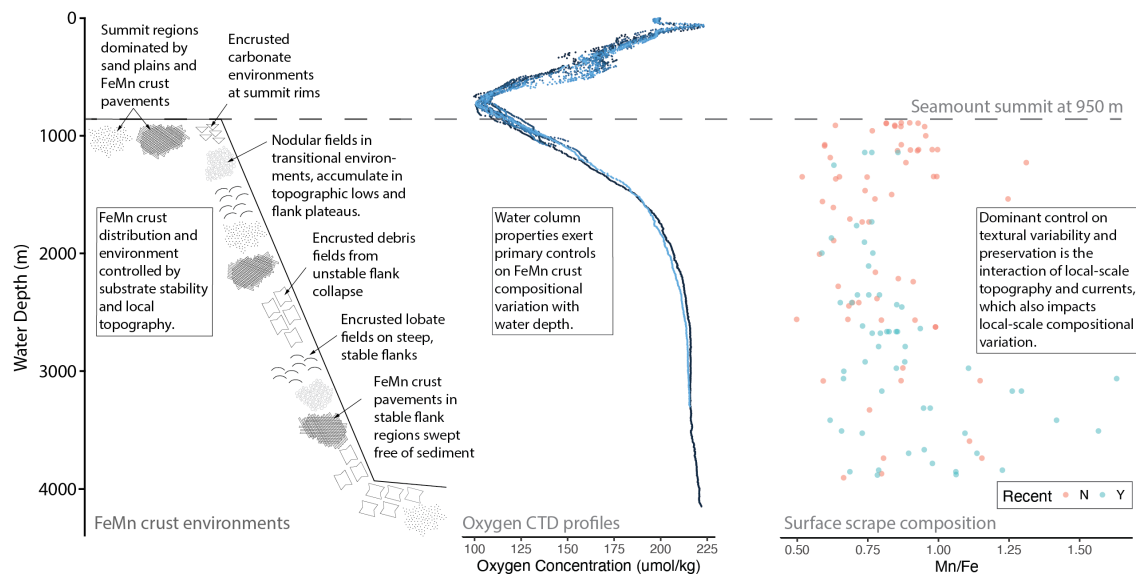 Summit regions
dominated by
sand plains and
FeMn crust
pavements
Encrusted
carbonate
environments
at summit rims
Seamount summit at 950 m
Nodular fields in
transitional environ-
ments, accumulate in
topographic lows and
flank plateaus.
FeMn crust
distribution and
environment
controlled by
substrate stability
and local
topography.
Encrusted debris
fields from
unstable flank
collapse
Encrusted lobate
fields on steep,
stable flanks
FeMn crust
pavements in
stable flank
regions swept
free of sediment
Water column
properties exert
primary controls
on FeMn crust
compositional
variation with
water depth.
Dominant control on
textural variability and
preservation is the
interaction of local-scale
topography and currents,
which also impacts
local-scale compositional
variation.
Water Depth (m)
0
1000
2000
3000
4000
FeMn crust environments
Oxygen CTD profiles
Surface scrape composition
Recent N Y
100 125 150 175 200 225
Oxygen Concentration (umol/kg)
0.50 0.75 1.00 1.25 1.50
Mn/Fe